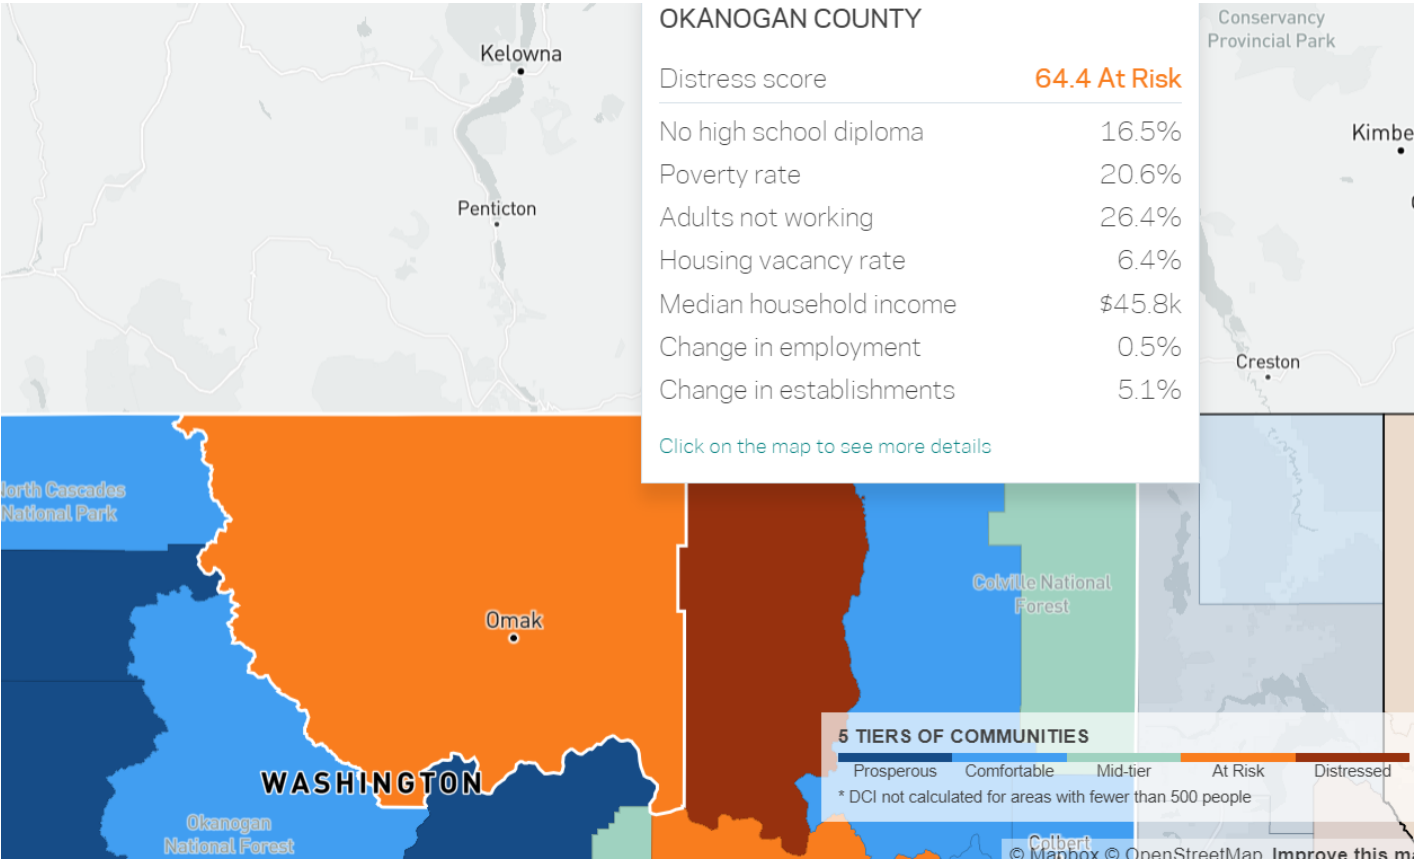 OKANOGAN COUNTY
Distress score 64.4 At Risk
No high school diploma 16.5%
Poverty rate 20.6%
Adults not working 26.4%
Housing vacancy rate 6.4%
Median household income $45.8k
Change in employment 0.5%
Change in establishments 5.1%
Click on the map to see more details
Conservancy
Provincial Park
Kelowna
Kimbe
Penticton
Creston
North Cascades
National Park
Colville National
Forest
Omak
WASHINGTON
Okanogan
National Forest
5 TIERS OF COMMUNITIES
Prosperous Comfortable Mid-tier At Risk Distressed
* DCI not calculated for areas with fewer than 500 people
Colbert
© Mapbox © OpenStreetMap Improve this ma